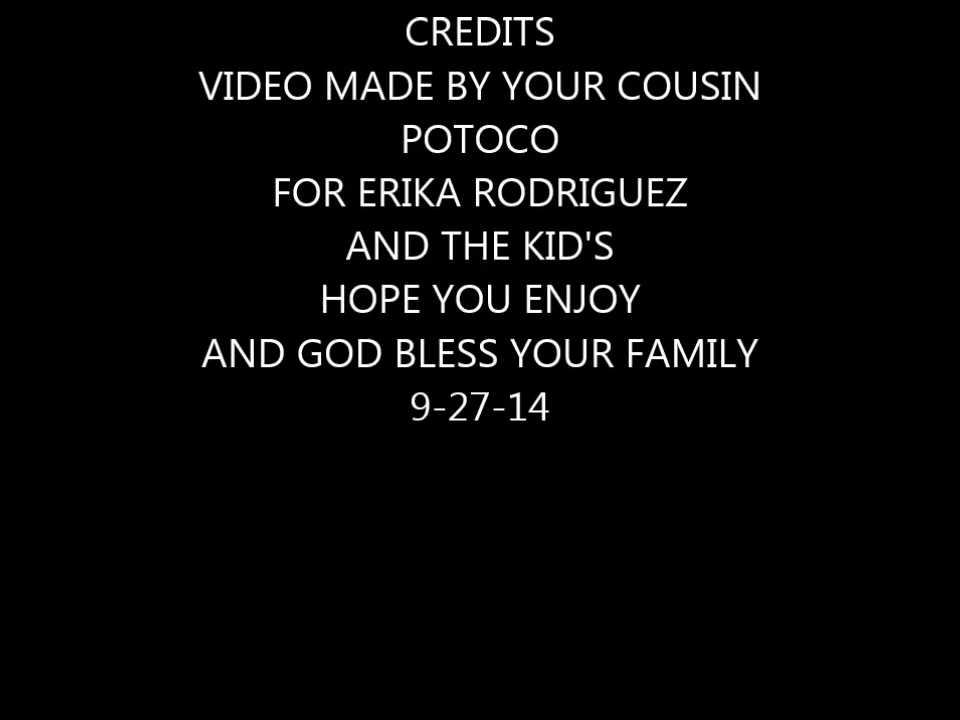 CREDITS
VIDEO MADE BY YOUR COUSIN
POTOCO
FOR ERIKA RODRIGUEZ
AND THE KID'S
HOPE YOU ENJOY
AND GOD BLESS YOUR FAMILY
9-27-14